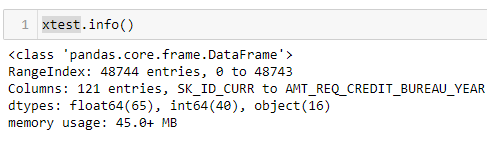 1 xtest.info()
<class 'pandas.core.frame.DataFrame'>
RangeIndex: 48744 entries, 0 to 48743
Columns: 121 entries, SK_ID_CURR to AMT_REQ_CREDIT_BUREAU_YEAR
dtypes: float64(65), int64(40), object(16)
memory usage: 45.0+ MB